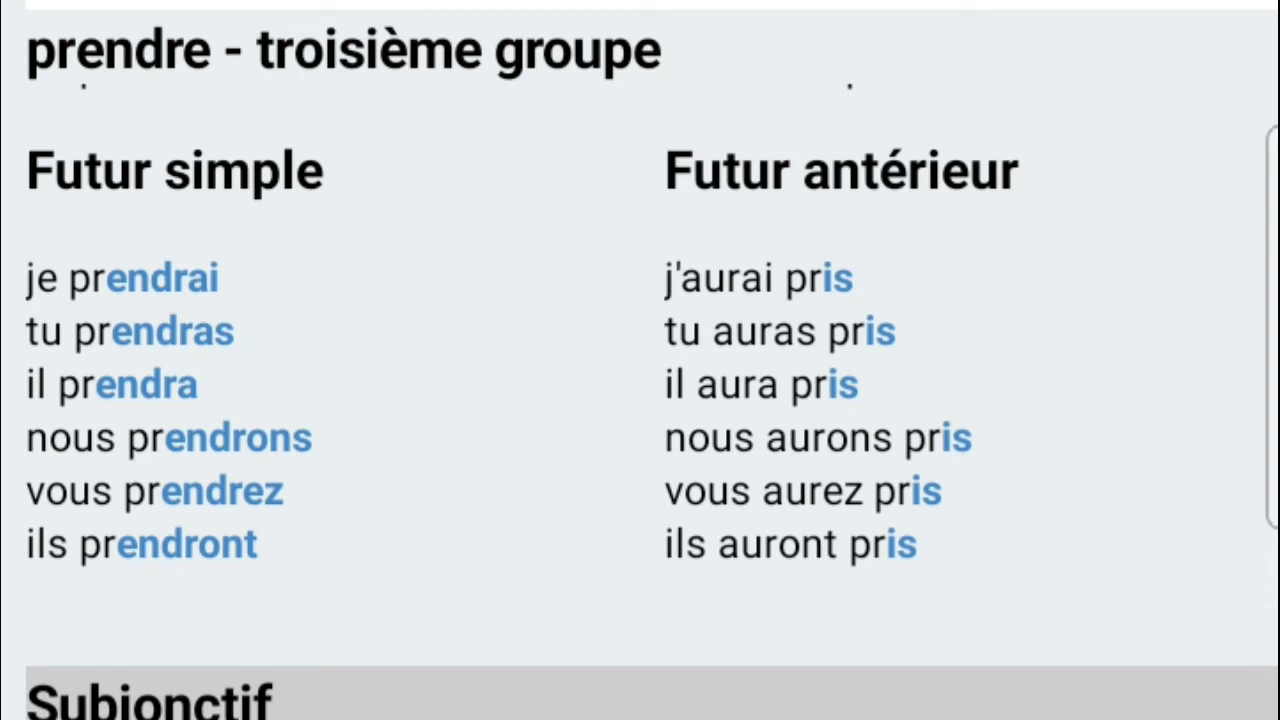 prendre - troisième groupe
Futur simple
je prendrai
tu prendras
il prendra
nous prendrons
vous prendrez
ils prendront
Futur antérieur
j'aurai pris
tu auras pris
il aura pris
nous aurons pris
vous aurez pris
ils auront pris
Subjonctif